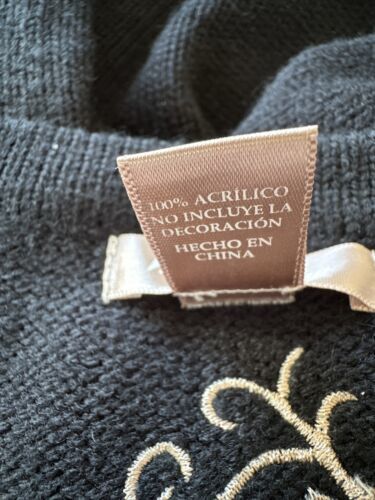 100% ACRÍLICO
NO INCLUYE LA
DECORACIÓN
HECHO EN
CHINA